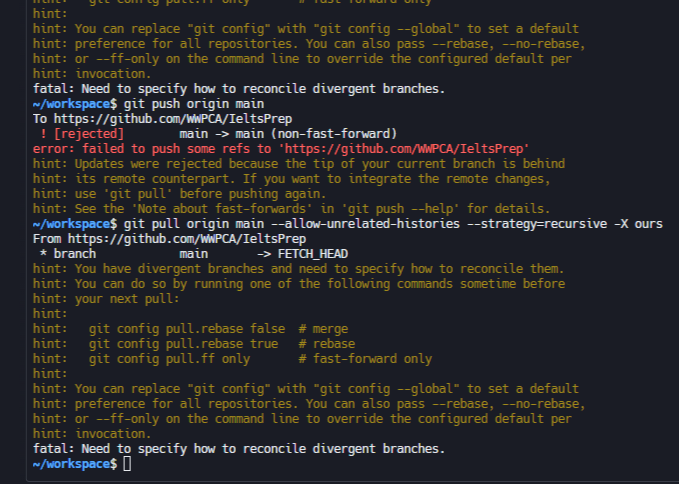 hint:   git config pull.ff only       # fast-forward only
hint:
hint: You can replace "git config" with "git config --global" to set a default
hint: preference for all repositories. You can also pass --rebase, --no-rebase,
hint: or --ff-only on the command line to override the configured default per
hint: invocation.
fatal: Need to specify how to reconcile divergent branches.
~/workspace$ git push origin main
To https://github.com/WWPCA/IeltsPrep
 ! [rejected]        main -> main (non-fast-forward)
error: failed to push some refs to 'https://github.com/WWPCA/IeltsPrep'
hint: Updates were rejected because the tip of your current branch is behind
hint: its remote counterpart. If you want to integrate the remote changes,
hint: use 'git pull' before pushing again.
hint: See the 'Note about fast-forwards' in 'git push --help' for details.
~/workspace$ git pull origin main --allow-unrelated-histories --strategy=recursive -X ours
From https://github.com/WWPCA/IeltsPrep
 * branch            main       -> FETCH_HEAD
hint: You have divergent branches and need to specify how to reconcile them.
hint: You can do so by running one of the following commands sometime before
hint: your next pull:
hint:
hint:   git config pull.rebase false  # merge
hint:   git config pull.rebase true   # rebase
hint:   git config pull.ff only       # fast-forward only
hint:
hint: You can replace "git config" with "git config --global" to set a default
hint: preference for all repositories. You can also pass --rebase, --no-rebase,
hint: or --ff-only on the command line to override the configured default per
hint: invocation.
fatal: Need to specify how to reconcile divergent branches.
~/workspace$